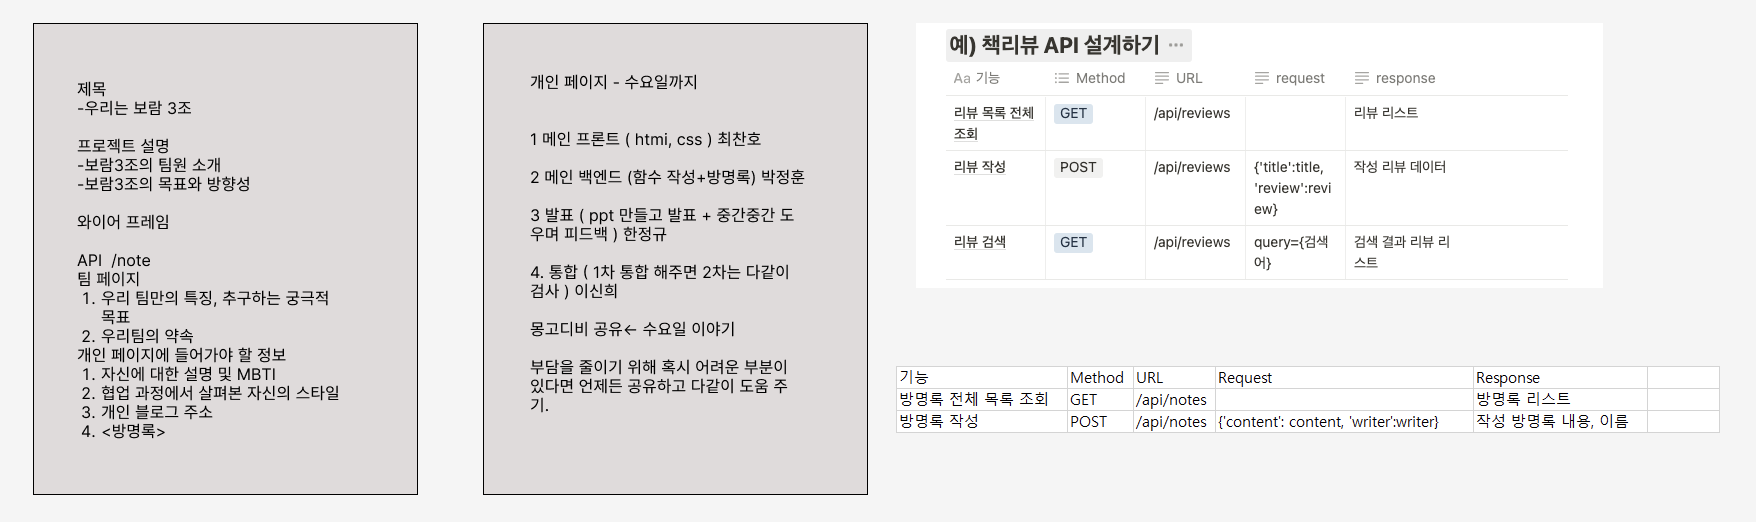 제목
-우리는 보람 3조
프로젝트 설명
-보람3조의 팀원 소개
-보람3조의 목표와 방향성
와이어 프레임
API  /note
팀 페이지
1. 우리 팀만의 특징, 추구하는 궁극적
목표
2. 우리팀의 약속
개인 페이지에 들어가야 할 정보
1. 자신에 대한 설명 및 MBTI
2. 협업 과정에서 살펴본 자신의 스타일
3. 개인 블로그 주소
4. <방명록>
개인 페이지 - 수요일까지
1 메인 프론트 ( htmi, css ) 최찬호
2 메인 백엔드 (함수 작성+방명록) 박정훈
3 발표 ( ppt 만들고 발표 + 중간중간 도
우며 피드백 ) 한정규
4. 통합 ( 1차 통합 해주면 2차는 다같이
검사 ) 이신희
몽고디비 공유← 수요일 이야기
부담을 줄이기 위해 혹시 어려운 부분이
있다면 언제든 공유하고 다같이 도움 주
기.
예) 책리뷰 API 설계하기 ···
Aa 기능 Method URL request response
리뷰 목록 전체 GET /api/reviews 리뷰 리스트
조회
리뷰 작성 POST /api/reviews {'title':title, 작성 리뷰 데이터
'review':revi
ew}
리뷰 검색 GET /api/reviews query={검색 검색 결과 리뷰 리
어} 스트
기능 Method URL Request Response
방명록 전체 목록 조회 GET /api/notes 방명록 리스트
방명록 작성 POST /api/notes {'content': content, 'writer':writer} 작성 방명록 내용, 이름